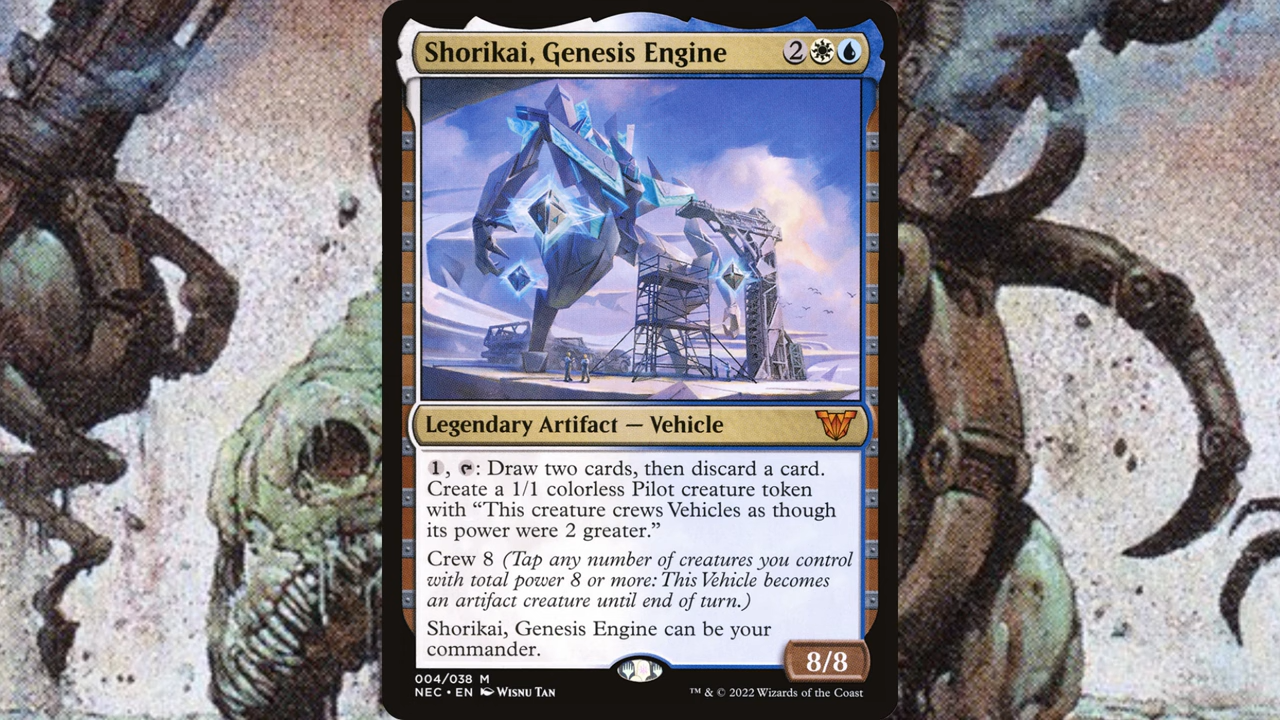 Shorikai, Genesis Engine 2
Legendary Artifact — Vehicle
1, : Draw two cards, then discard a card.
Create a 1/1 colorless Pilot creature token
with “This creature crews Vehicles as though
its power were 2 greater.”
Crew 8 (Tap any number of creatures you control
with total power 8 or more: This Vehicle becomes
an artifact creature until end of turn.)
Shorikai, Genesis Engine can be your
commander.
8/8
004/038 M
NEC • EN Wisnu Tan
™ & © 2022 Wizards of the Coast